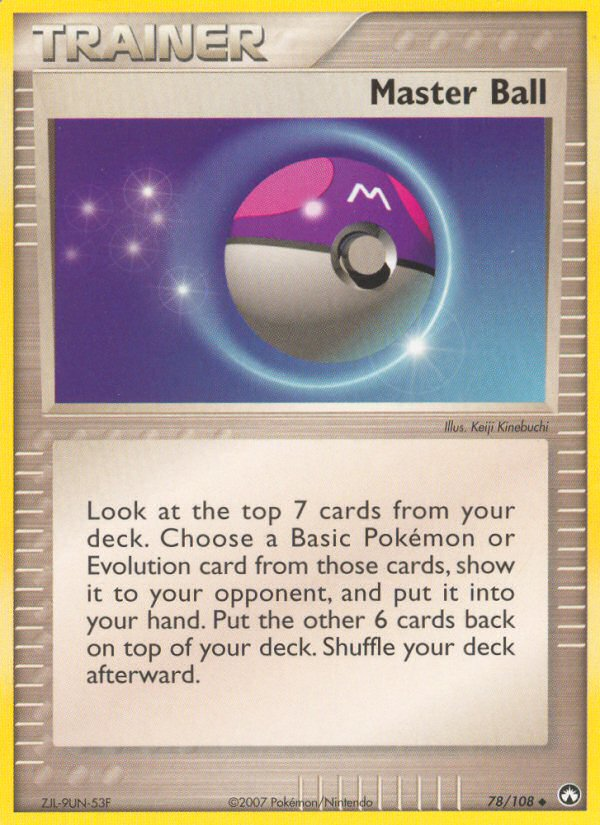 TRAINER
Master Ball
M
Illus. Keiji Kinebuchi
Look at the top 7 cards from your
deck. Choose a Basic Pokémon or
Evolution card from those cards, show
it to your opponent, and put it into
your hand. Put the other 6 cards back
on top of your deck. Shuffle your deck
afterward.
ZJL-9UN-53F
©2007 Pokémon/Nintendo
78/108